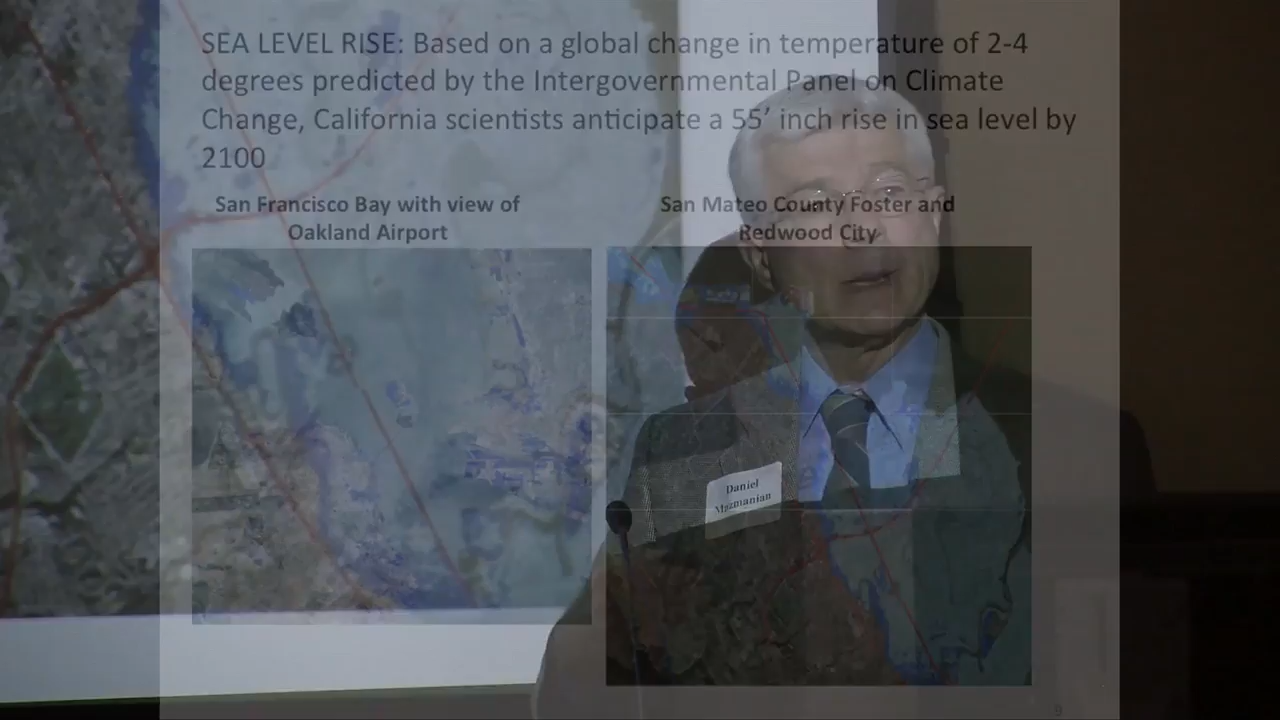 SEA LEVEL RISE: Based on a global change in temperature of 2-4
degrees predicted by the Intergovernmental Panel on Climate
Change, California scientists anticipate a 55’ inch rise in sea level by
2100
San Francisco Bay with view of
Oakland Airport
San Mateo County Foster and
Redwood City
Daniel
Mazmanian
9